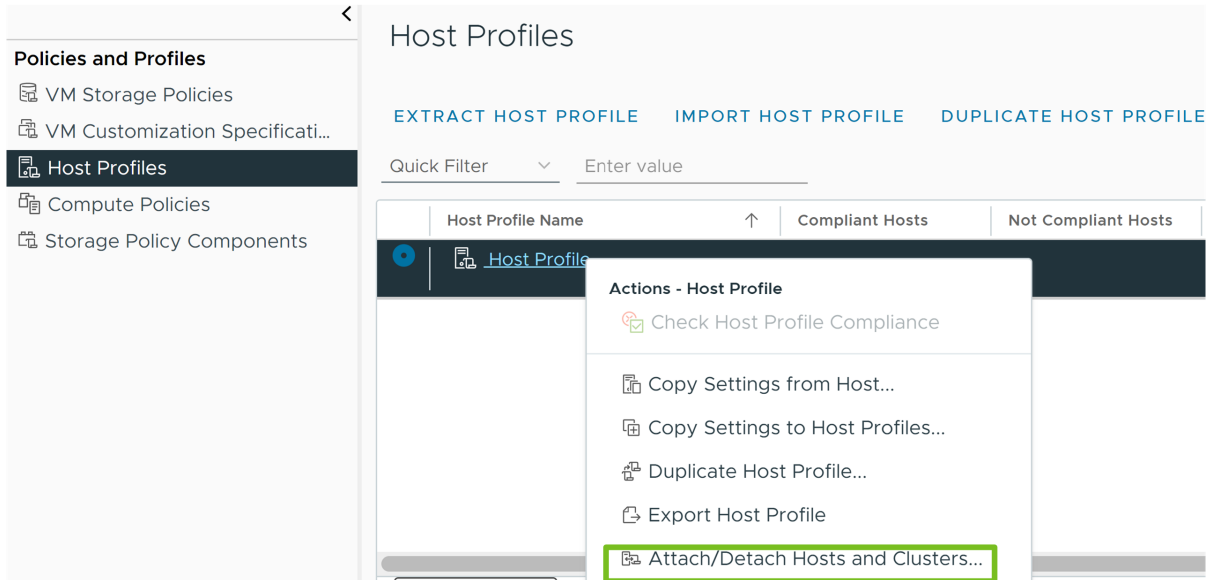 Policies and Profiles
VM Storage Policies
VM Customization Specificati...
Host Profiles
Compute Policies
Storage Policy Components
Host Profiles
EXTRACT HOST PROFILE IMPORT HOST PROFILE DUPLICATE HOST PROFILE
Quick Filter Enter value
Host Profile Name Compliant Hosts Not Compliant Hosts
Host Profile
Actions - Host Profile
Check Host Profile Compliance
Copy Settings from Host...
Copy Settings to Host Profiles...
Duplicate Host Profile...
Export Host Profile
Attach/Detach Hosts and Clusters...